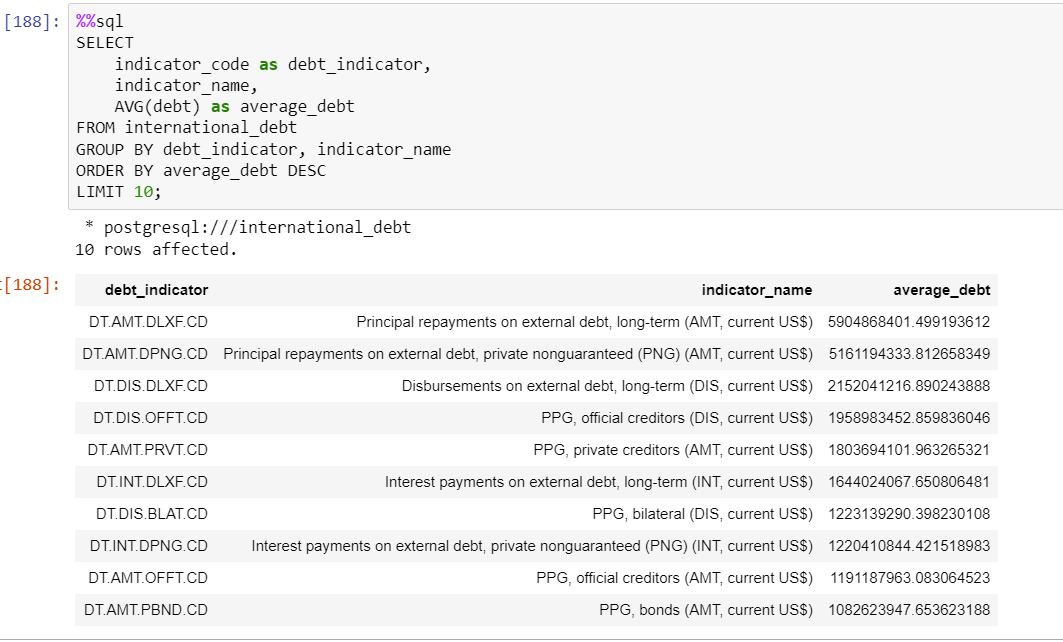 [188]:
%%sql
SELECT
    indicator_code as debt_indicator,
    indicator_name,
    AVG(debt) as average_debt
FROM international_debt
GROUP BY debt_indicator, indicator_name
ORDER BY average_debt DESC
LIMIT 10;
 * postgresql:///international_debt
10 rows affected.
t[188]:
debt_indicator indicator_name average_debt
DT.AMT.DLXF.CD Principal repayments on external debt, long-term (AMT, current US$) 5904868401.499193612
DT.AMT.DPNG.CD Principal repayments on external debt, private nonguaranteed (PNG) (AMT, current US$) 5161194333.812658349
DT.DIS.DLXF.CD Disbursements on external debt, long-term (DIS, current US$) 2152041216.890243888
DT.DIS.OFFT.CD PPG, official creditors (DIS, current US$) 1958983452.859836046
DT.AMT.PRVT.CD PPG, private creditors (AMT, current US$) 1803694101.963265321
DT.INT.DLXF.CD Interest payments on external debt, long-term (INT, current US$) 1644024067.650806481
DT.DIS.BLAT.CD PPG, bilateral (DIS, current US$) 1223139290.398230108
DT.INT.DPNG.CD Interest payments on external debt, private nonguaranteed (PNG) (INT, current US$) 1220410844.421518983
DT.AMT.OFFT.CD PPG, official creditors (AMT, current US$) 1191187963.083064523
DT.AMT.PBND.CD PPG, bonds (AMT, current US$) 1082623947.653623188